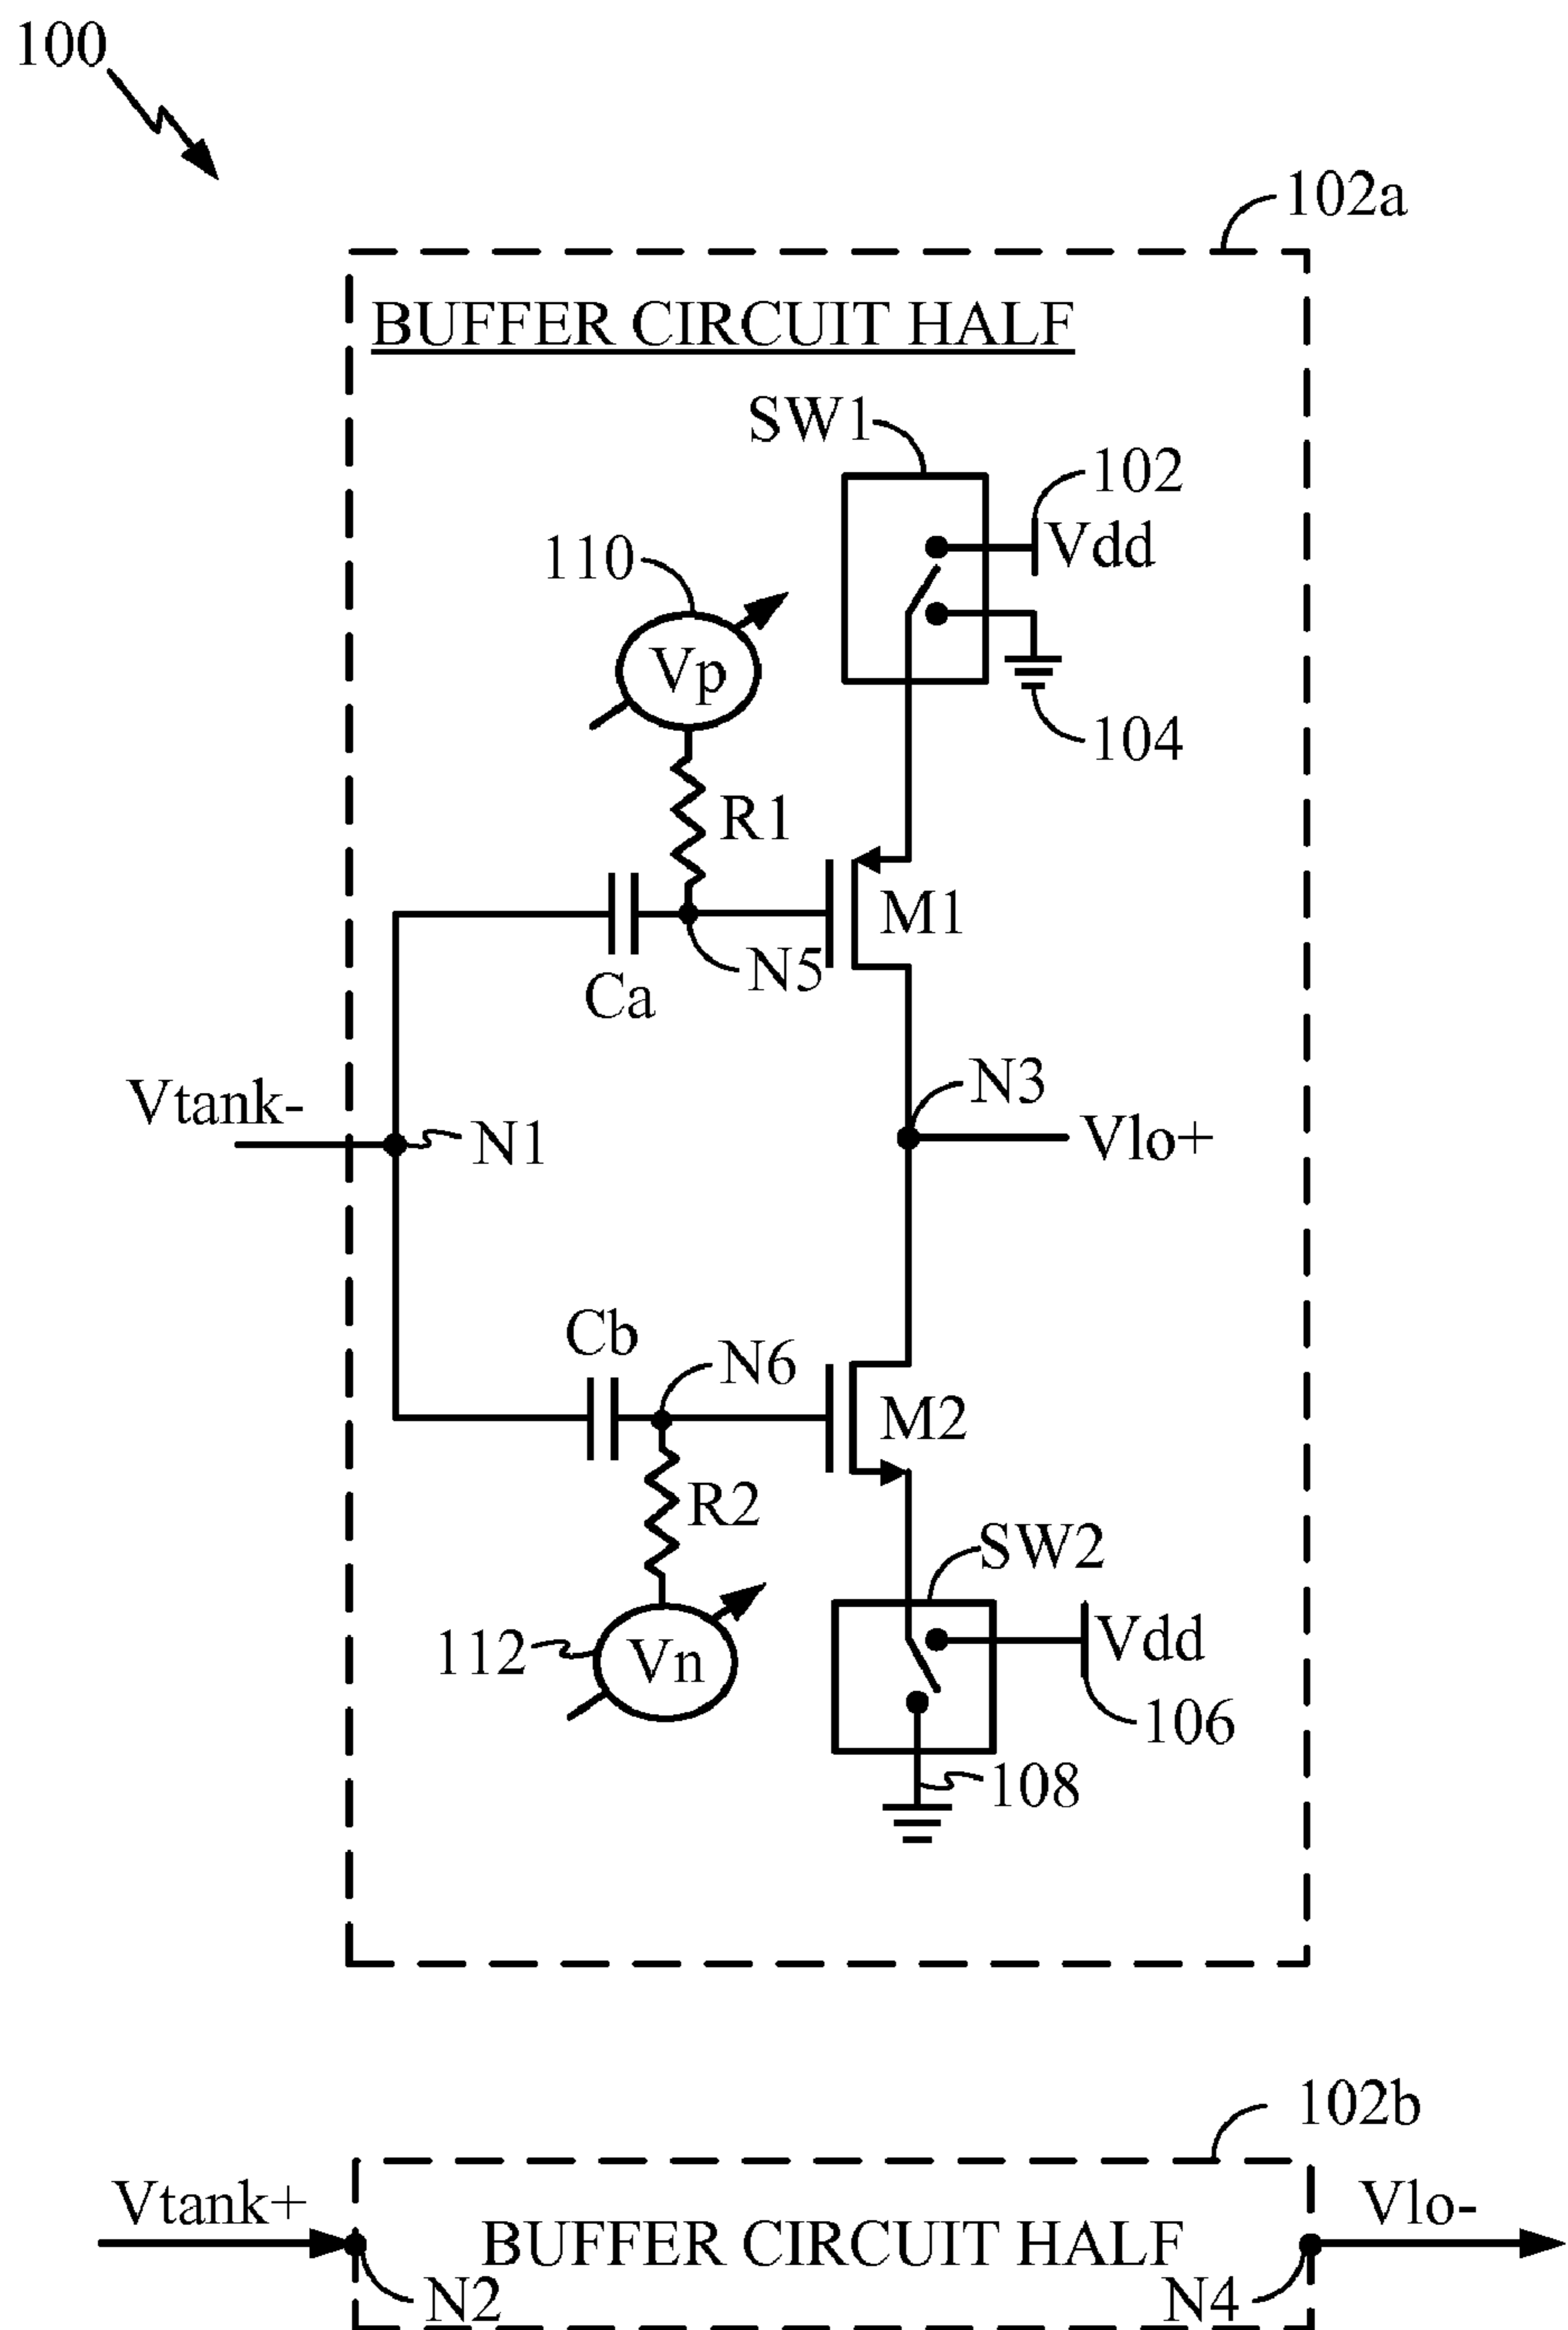 100
102a
BUFFER CIRCUIT HALF
SW1
102
Vdd
110
Vp
104
R1
M1
N5
Ca
N3
Vtank-
N1
Vlo+
Cb
N6
M2
R2
SW2
112
Vn
Vdd
106
108
102b
Vtank+
Vlo-
BUFFER CIRCUIT HALF
N2
N4